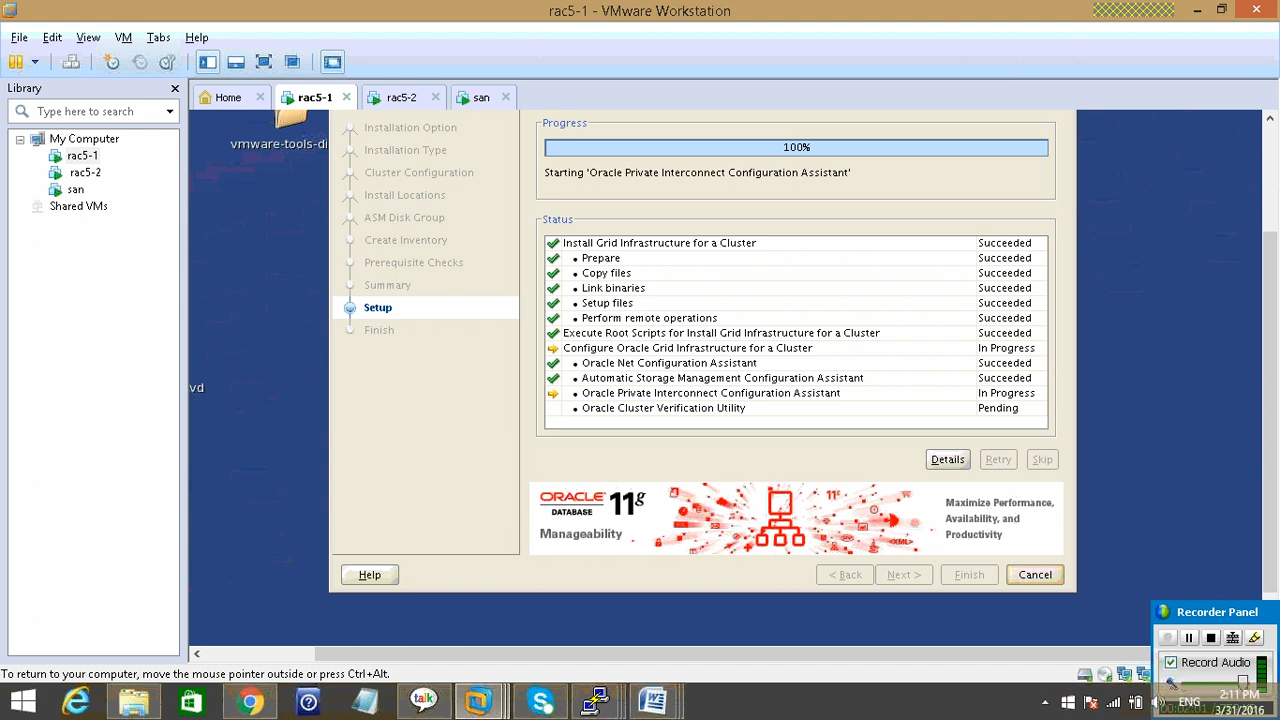 rac5-1 - VMware Workstation
File Edit View VM Tabs Help
Library
Type here to search
My Computer
rac5-1
rac5-2
san
Shared VMs
Home rac5-1 rac5-2 san
vmware-tools-di
vd
Installation Option
Installation Type
Cluster Configuration
Install Locations
ASM Disk Group
Create Inventory
Prerequisite Checks
Summary
Setup
Finish
Progress
100%
Starting 'Oracle Private Interconnect Configuration Assistant'
Status
Install Grid Infrastructure for a Cluster Succeeded
• Prepare Succeeded
• Copy files Succeeded
• Link binaries Succeeded
• Setup files Succeeded
• Perform remote operations Succeeded
Execute Root Scripts for Install Grid Infrastructure for a Cluster Succeeded
Configure Oracle Grid Infrastructure for a Cluster In Progress
• Oracle Net Configuration Assistant Succeeded
• Automatic Storage Management Configuration Assistant Succeeded
• Oracle Private Interconnect Configuration Assistant In Progress
• Oracle Cluster Verification Utility Pending
Details Retry Skip
ORACLE DATABASE 11g
Manageability
11g
<XML>
Maximize Performance,
Availability, and
Productivity
Help < Back Next > Finish Cancel
Recorder Panel
Record Audio
To return to your computer, move the mouse pointer outside or press Ctrl+Alt.
talk
ENG
2:11 PM
3/31/2016